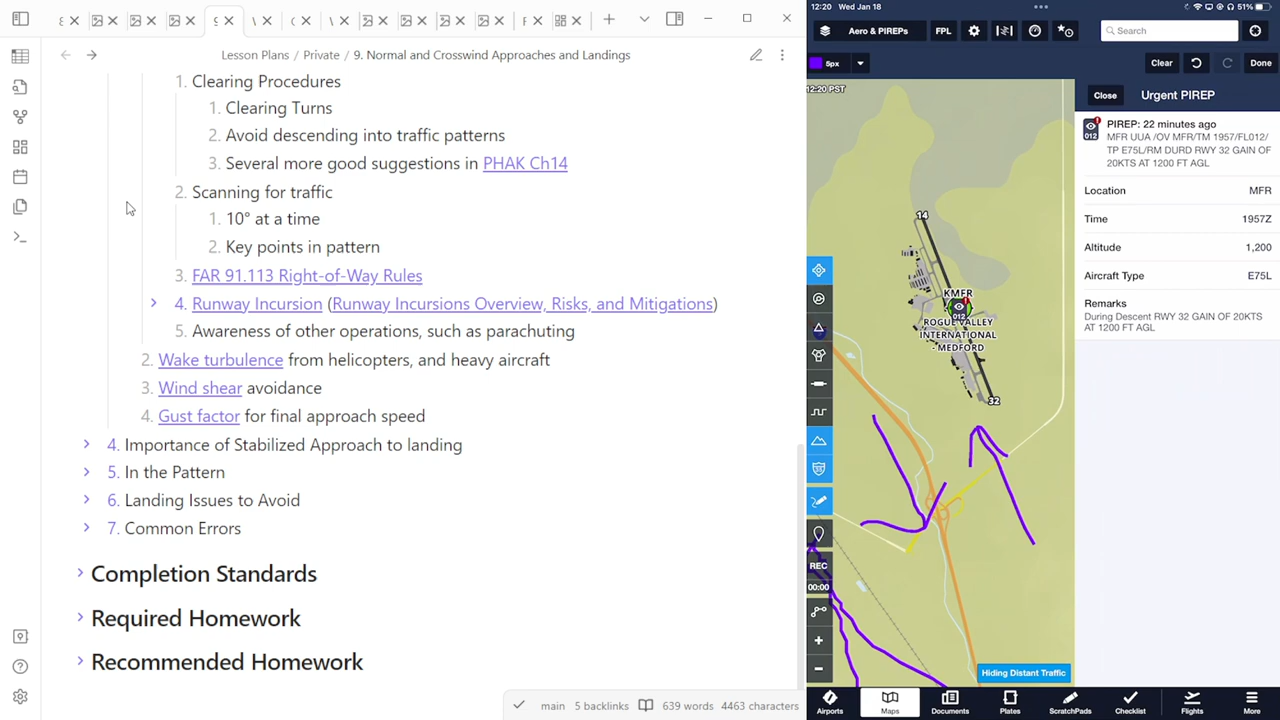 Lesson Plans / Private / 9. Normal and Crosswind Approaches and Landings
1. Clearing Procedures
1. Clearing Turns
2. Avoid descending into traffic patterns
3. Several more good suggestions in PHAK Ch14
2. Scanning for traffic
1. 10° at a time
2. Key points in pattern
3. FAR 91.113 Right-of-Way Rules
4. Runway Incursion (Runway Incursions Overview, Risks, and Mitigations)
5. Awareness of other operations, such as parachuting
2. Wake turbulence from helicopters, and heavy aircraft
3. Wind shear avoidance
4. Gust factor for final approach speed
4. Importance of Stabilized Approach to landing
5. In the Pattern
6. Landing Issues to Avoid
7. Common Errors
Completion Standards
Required Homework
Recommended Homework
main 5 backlinks 639 words 4463 characters
12:20 Wed Jan 18
51%
Aero & PIREPs FPL Search
5px Clear Done
12:20 PST
Close Urgent PIREP
PIREP: 22 minutes ago
MFR UUA /OV MFR/TM 1957/FL012/
TP E75L/RM DURD RWY 32 GAIN OF
20KTS AT 1200 FT AGL
012
Location MFR
Time 1957Z
Altitude 1,200
Aircraft Type E75L
Remarks
During Descent RWY 32 GAIN OF 20KTS
AT 1200 FT AGL
14
KMFR
012
ROGUE VALLEY
INTERNATIONAL
- MEDFORD
32
REC
00:00
Hiding Distant Traffic
Airports Maps Documents Plates ScratchPads Checklist Flights More